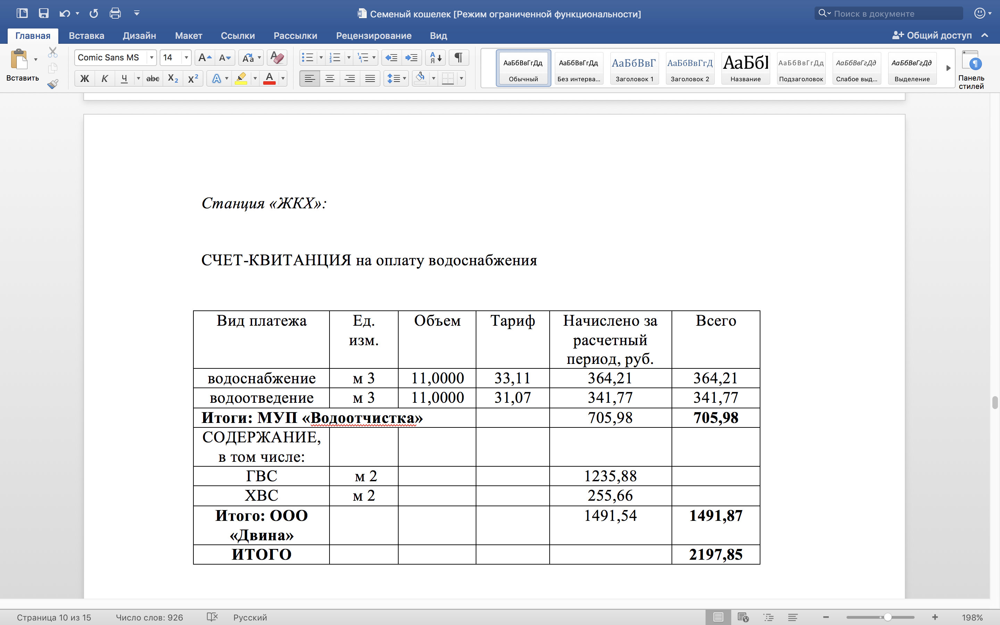 Семеный кошелек [Режим ограниченной функциональности]
Поиск в документе
Главная Вставка Дизайн Макет Ссылки Рассылки Рецензирование Вид Общий доступ
Вставить
Comic Sans MS 14
Ж К Ч abc X2 X2
АаБбВвГгДд АаБбВвГгДд АаБбВвГ АаБбВвГгД АаБбІ АаБбВвГгДд АаБбВвГгДд АаБбВвГгДд
Обычный Без интерва... Заголовок 1 Заголовок 2 Название Подзаголовок Слабое выд... Выделение
Панель
стилей
Станция «ЖКХ»:
СЧЕТ-КВИТАНЦИЯ на оплату водоснабжения
Вид платежа Ед. изм. Объем Тариф Начислено за расчетный период, руб. Всего
водоснабжение м 3 11,0000 33,11 364,21 364,21
водоотведение м 3 11,0000 31,07 341,77 341,77
Итоги: МУП «Водоотчистка» 705,98 705,98
СОДЕРЖАНИЕ,
в том числе:
ГВС м 2 1235,88
ХВС м 2 255,66
Итого: ООО «Двина» 1491,54 1491,87
ИТОГО 2197,85
Страница 10 из 15 Число слов: 926 Русский 198%